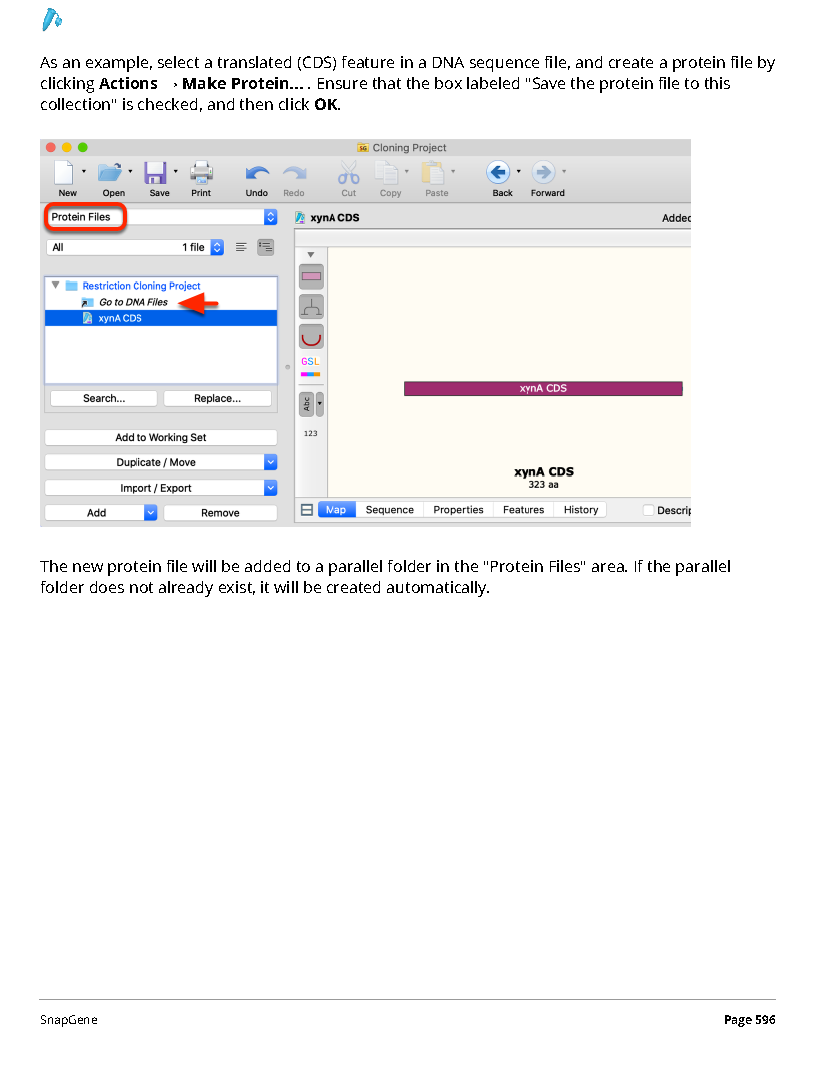 As an example, select a translated (CDS) feature in a DNA sequence file, and create a protein file by
clicking Actions → Make Protein... . Ensure that the box labeled "Save the protein file to this
collection" is checked, and then click OK.
SG Cloning Project
New Open Save Print Undo Redo Cut Copy Paste Back Forward
Protein Files
xynA CDS Added
All 1 file
Restriction Cloning Project
Go to DNA Files
xynA CDS
GSL
xynA CDS
Search... Replace...
Abc
Add to Working Set
123
Duplicate / Move
xynA CDS
323 aa
Import / Export
Add Remove
Map Sequence Properties Features History Descrip
The new protein file will be added to a parallel folder in the "Protein Files" area. If the parallel
folder does not already exist, it will be created automatically.
SnapGene Page 596